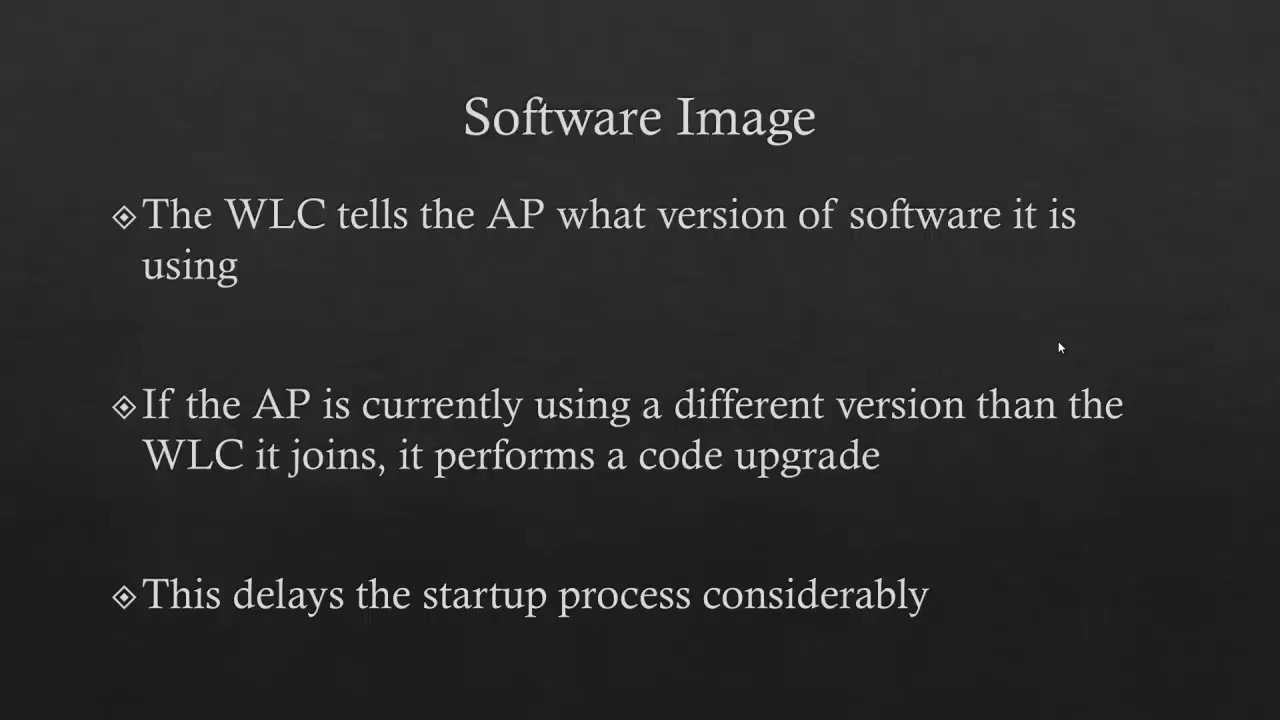 Software Image
The WLC tells the AP what version of software it is
using
If the AP is currently using a different version than the
WLC it joins, it performs a code upgrade
This delays the startup process considerably